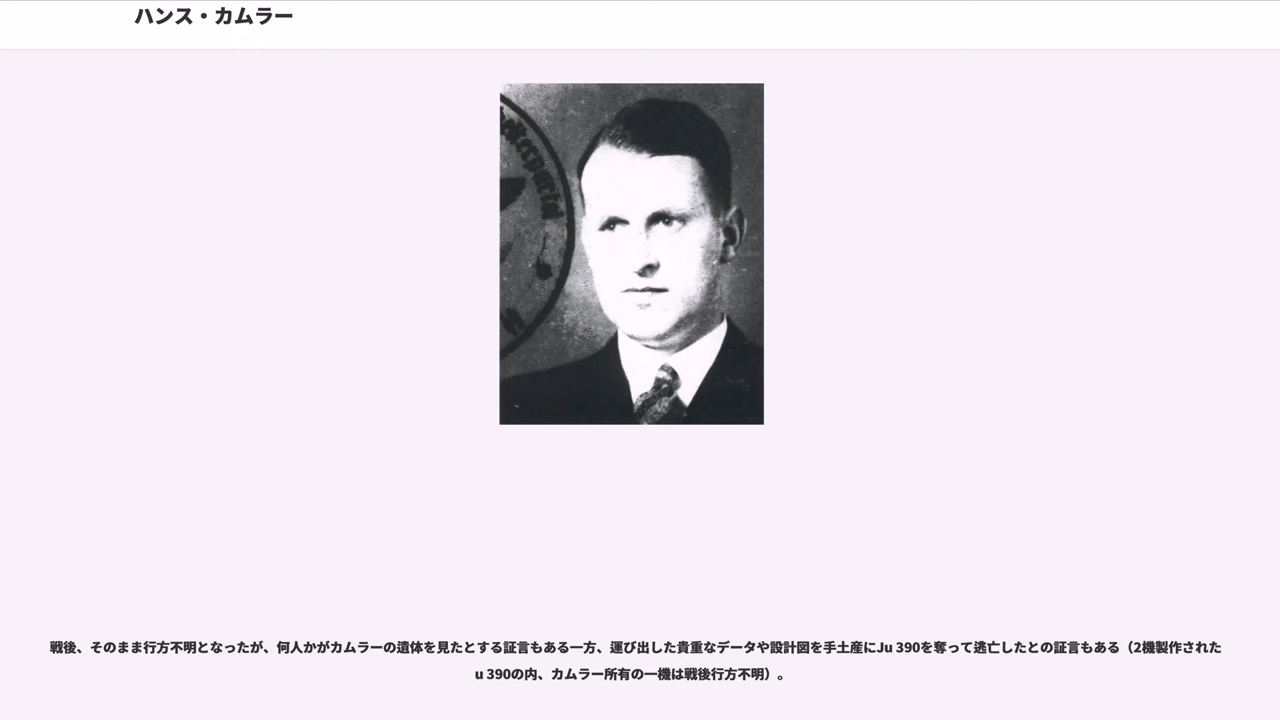 ハンス・カムラー
戦後、そのまま行方不明となったが、何人かがカムラーの遺体を見たとする証言もある一方、運び出した貴重なデータや設計図を手土産にJu 390を奪って逃亡したとの証言もある（2機製作された
u 390の内、カムラー所有の一機は戦後行方不明）。